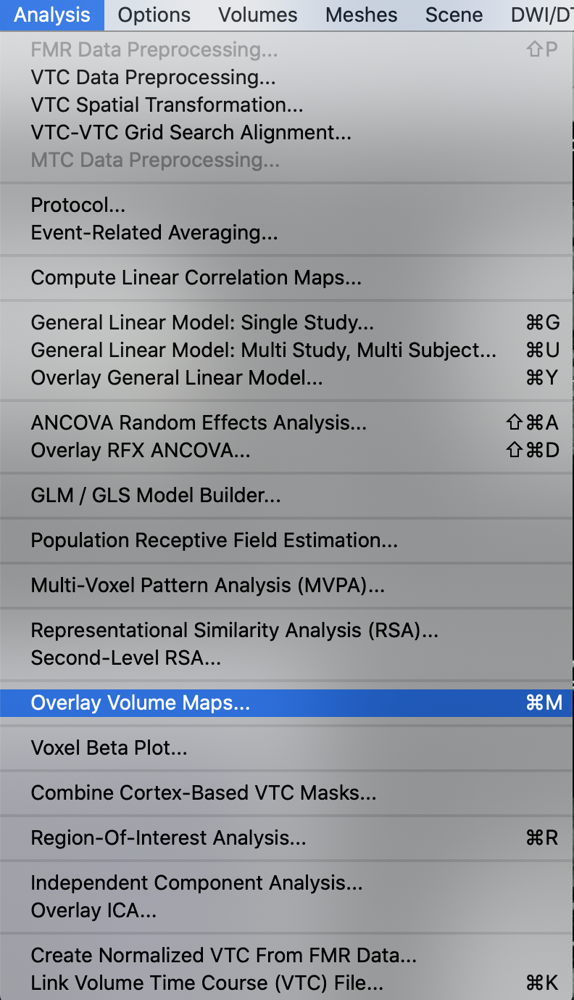 Analysis Options Volumes Meshes Scene DWI/DT
FMR Data Preprocessing... ⇧P
VTC Data Preprocessing...
VTC Spatial Transformation...
VTC-VTC Grid Search Alignment...
MTC Data Preprocessing...
Protocol...
Event-Related Averaging...
Compute Linear Correlation Maps...
General Linear Model: Single Study... ⌘G
General Linear Model: Multi Study, Multi Subject... ⌘U
Overlay General Linear Model... ⌘Y
ANCOVA Random Effects Analysis... ⇧⌘A
Overlay RFX ANCOVA... ⇧⌘D
GLM / GLS Model Builder...
Population Receptive Field Estimation...
Multi-Voxel Pattern Analysis (MVPA)...
Representational Similarity Analysis (RSA)...
Second-Level RSA...
Overlay Volume Maps... ⌘M
Voxel Beta Plot...
Combine Cortex-Based VTC Masks...
Region-Of-Interest Analysis... ⌘R
Independent Component Analysis...
Overlay ICA...
Create Normalized VTC From FMR Data...
Link Volume Time Course (VTC) File... ⌘K